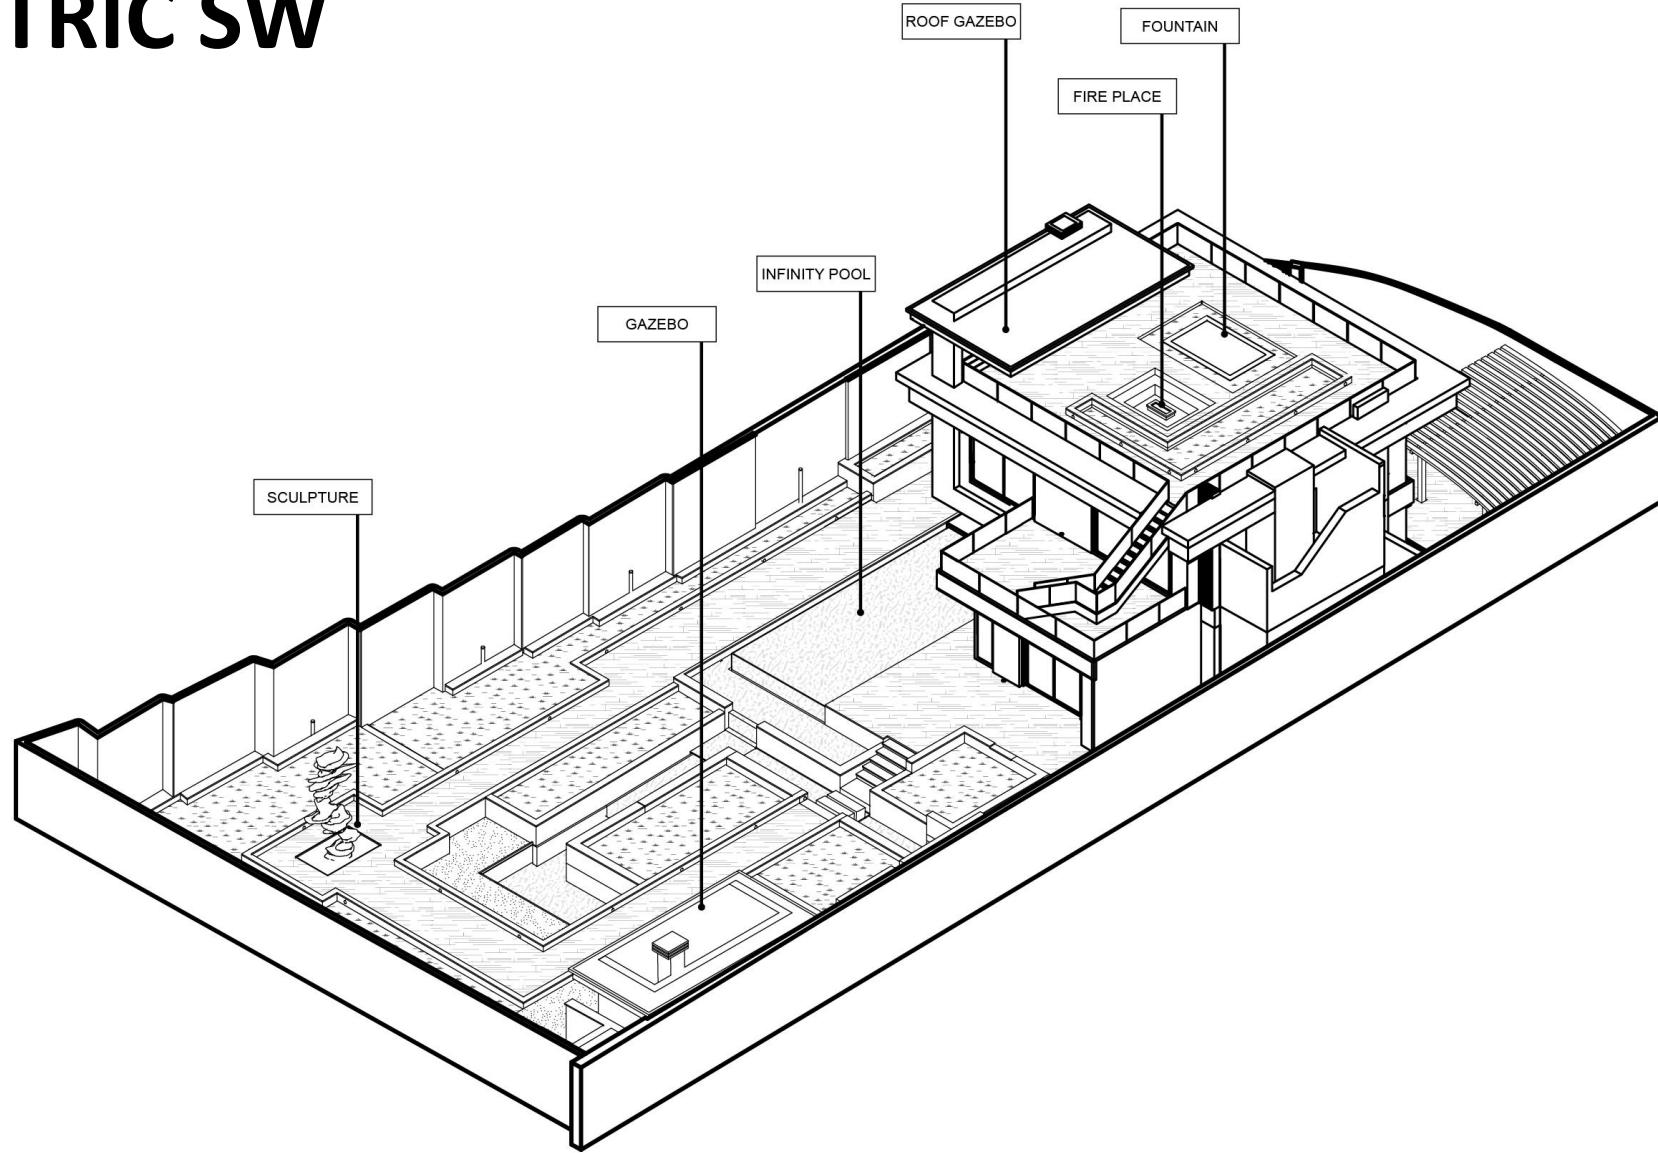 TRIC SW
ROOF GAZEBO
FOUNTAIN
FIRE PLACE
INFINITY POOL
GAZEBO
SCULPTURE